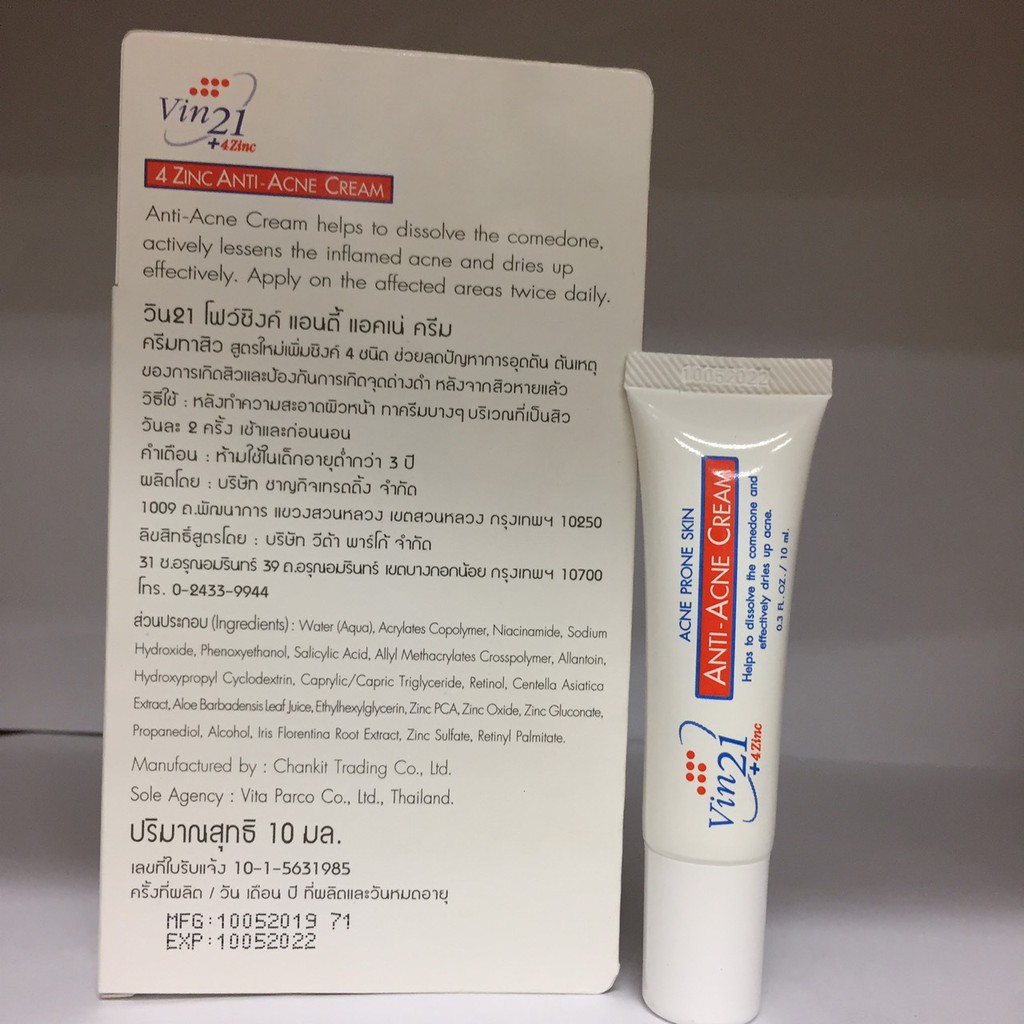 Vin21
+4Zinc
4 ZINC ANTI-ACNE CREAM
Anti-Acne Cream helps to dissolve the comedone,
actively lessens the inflamed acne and dries up
effectively. Apply on the affected areas twice daily.
วิน21 โฟว์ซิงค์ แอนตี้ แอคเน่ ครีม
ครีมทาสิว สูตรใหม่เพิ่มซิงค์ 4 ชนิด ช่วยลดปัญหาการอุดตัน ต้นเหตุ
ของการเกิดสิวและป้องกันการเกิดจุดด่างดำ หลังจากสิวหายแล้ว
วิธีใช้ : หลังทำความสะอาดผิวหน้า ทาครีมบางๆ บริเวณที่เป็นสิว
วันละ 2 ครั้ง เช้าและก่อนนอน
คำเตือน : ห้ามใช้ในเด็กอายุต่ำกว่า 3 ปี
ผลิตโดย : บริษัท ชาญกิจเทรดดิ้ง จำกัด
1009 ถ.พัฒนาการ แขวงสวนหลวง เขตสวนหลวง กรุงเทพฯ 10250
ลิขสิทธิ์สูตรโดย : บริษัท วีต้า พาร์โก้ จำกัด
31 ซ.อรุณอมรินทร์ 39 ถ.อรุณอมรินทร์ เขตบางกอกน้อย กรุงเทพฯ 10700
โทร. 0-2433-9944
ส่วนประกอบ (Ingredients) : Water (Aqua), Acrylates Copolymer, Niacinamide, Sodium
Hydroxide, Phenoxyethanol, Salicylic Acid, Allyl Methacrylates Crosspolymer, Allantoin,
Hydroxypropyl Cyclodextrin, Caprylic/Capric Triglyceride, Retinol, Centella Asiatica
Extract, Aloe Barbadensis Leaf Juice, Ethylhexylglycerin, Zinc PCA, Zinc Oxide, Zinc Gluconate,
Propanediol, Alcohol, Iris Florentina Root Extract, Zinc Sulfate, Retinyl Palmitate.
Manufactured by : Chankit Trading Co., Ltd.
Sole Agency : Vita Parco Co., Ltd., Thailand.
ปริมาณสุทธิ 10 มล.
เลขที่ใบรับแจ้ง 10-1-5631985
ครั้งที่ผลิต / วัน เดือน ปี ที่ผลิตและวันหมดอายุ
MFG:10052019 71
EXP:10052022
10052022
Vin21
+4Zinc
ACNE PRONE SKIN
ANTI-ACNE CREAM
Helps to dissolve the comedone and
effectively dries up acne.
0.3 FL. OZ. / 10 ml.